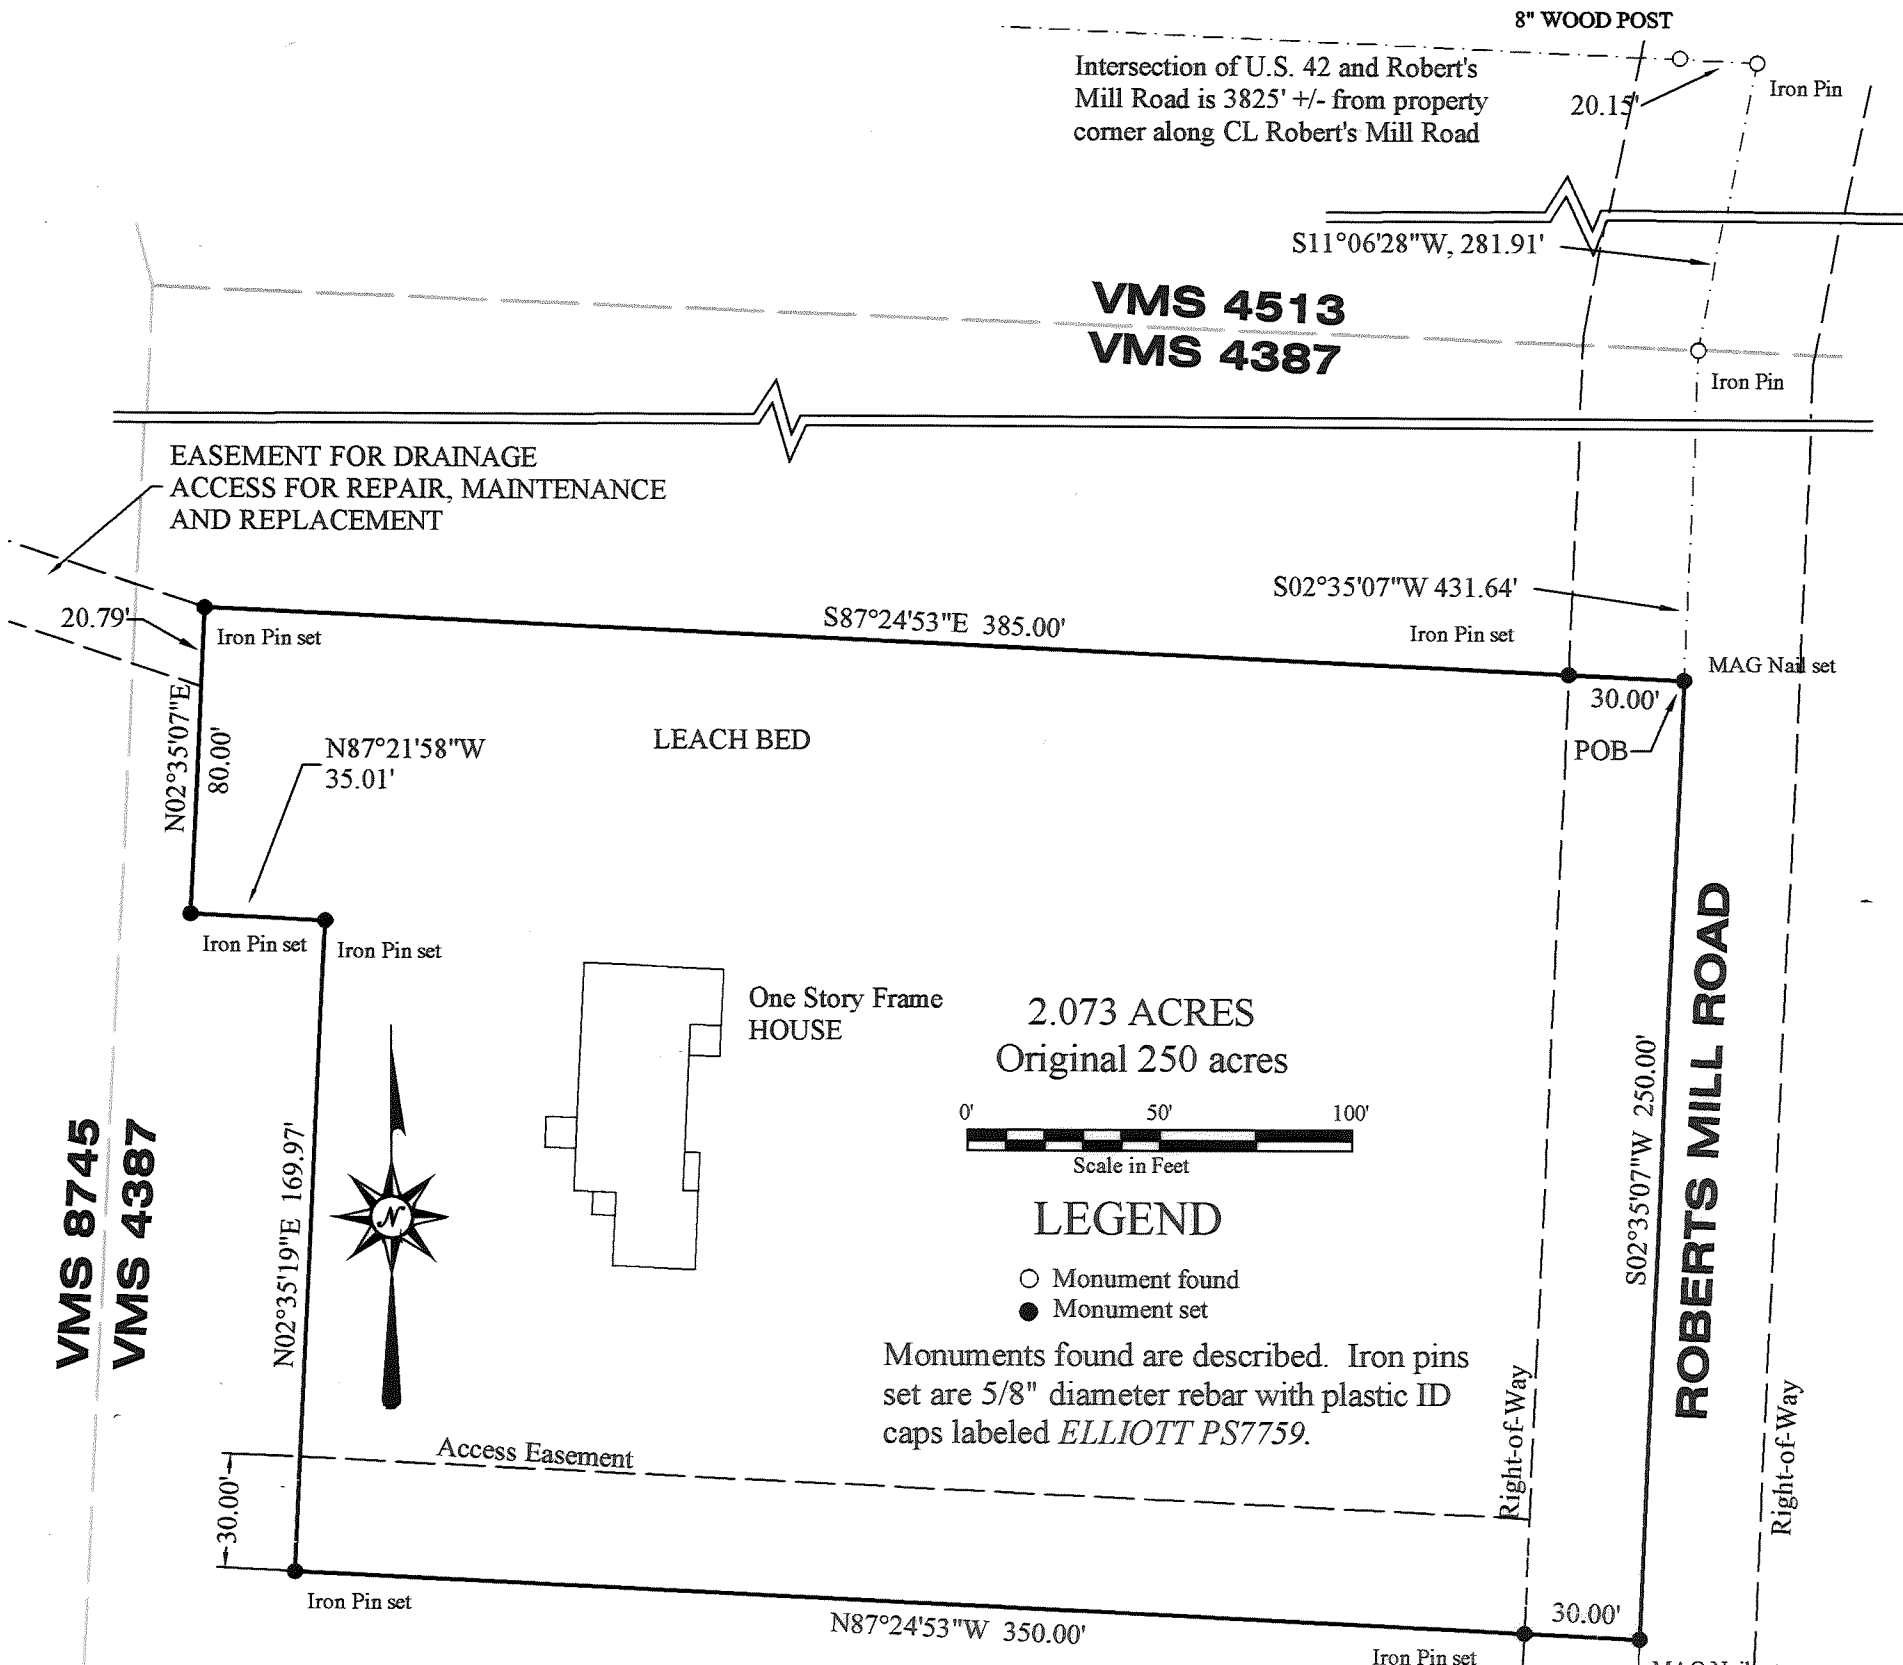 8" WOOD POST
Intersection of U.S. 42 and Robert's
Mill Road is 3825' +/- from property
corner along CL Robert's Mill Road
20.15'
Iron Pin
S11°06'28"W, 281.91'
VMS 4513
VMS 4387
Iron Pin
EASEMENT FOR DRAINAGE
ACCESS FOR REPAIR, MAINTENANCE
AND REPLACEMENT
S02°35'07"W 431.64'
20.79'
Iron Pin set
S87°24'53"E 385.00'
Iron Pin set
MAG Nail set
30.00'
POB
N02°35'07"E
80.00'
N87°21'58"W
35.01'
LEACH BED
Iron Pin set
Iron Pin set
One Story Frame
HOUSE
2.073 ACRES
Original 250 acres
0' 50' 100'
Scale in Feet
LEGEND
Monument found
Monument set
Monuments found are described. Iron pins
set are 5/8" diameter rebar with plastic ID
caps labeled ELLIOTT PS7759.
N
N02°35'19"E 169.97'
VMS 8745
VMS 4387
S02°35'07"W 250.00'
ROBERTS MILL ROAD
Right-of-Way
Right-of-Way
Access Easement
30.00'
Iron Pin set
N87°24'53"W 350.00'
30.00'
Iron Pin set